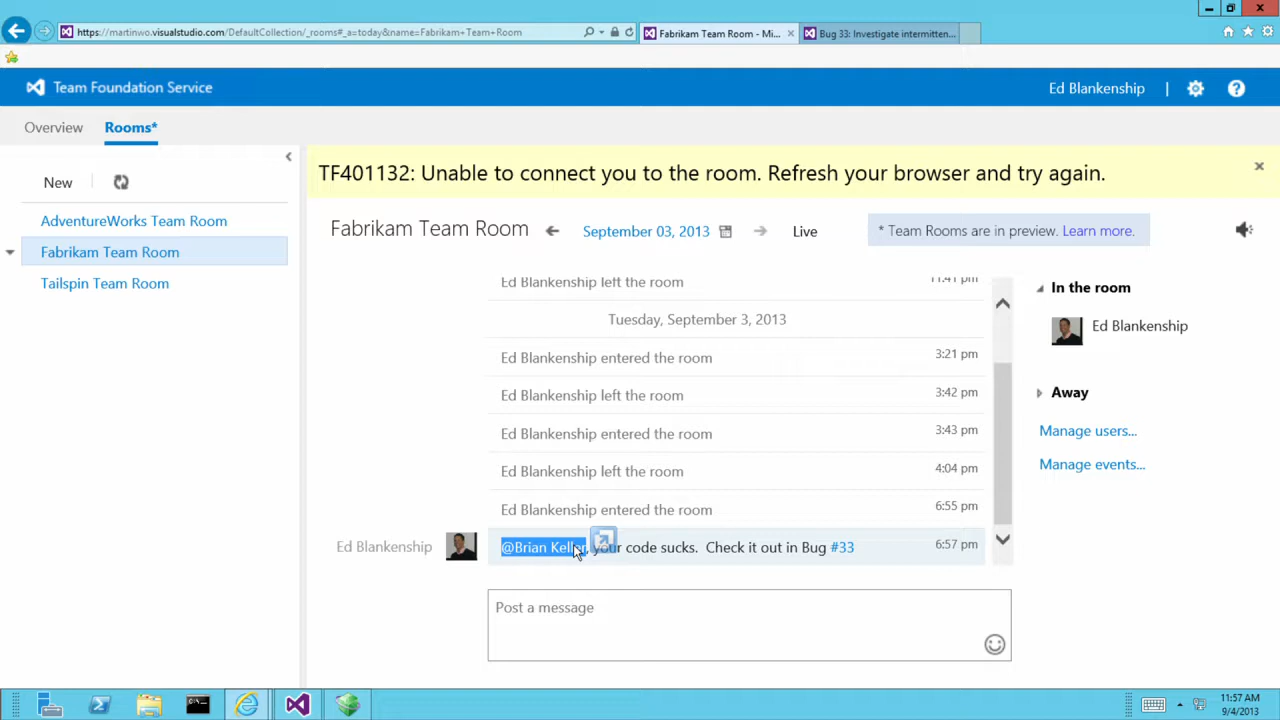 https://martinwo.visualstudio.com/DefaultCollection/_rooms#_a=today&name=Fabrikam+Team+Room
Fabrikam Team Room - Mi...
Bug 33: Investigate intermitten...
Team Foundation Service
Ed Blankenship
Overview
Rooms*
TF401132: Unable to connect you to the room. Refresh your browser and try again.
New
AdventureWorks Team Room
Fabrikam Team Room
Tailspin Team Room
Fabrikam Team Room
September 03, 2013
Live
* Team Rooms are in preview. Learn more.
Ed Blankenship left the room 11:41 pm
Tuesday, September 3, 2013
Ed Blankenship entered the room 3:21 pm
Ed Blankenship left the room 3:42 pm
Ed Blankenship entered the room 3:43 pm
Ed Blankenship left the room 4:04 pm
Ed Blankenship entered the room 6:55 pm
Ed Blankenship @Brian Keller, your code sucks. Check it out in Bug #33 6:57 pm
Post a message
In the room
Ed Blankenship
Away
Manage users...
Manage events...
11:57 AM
9/4/2013